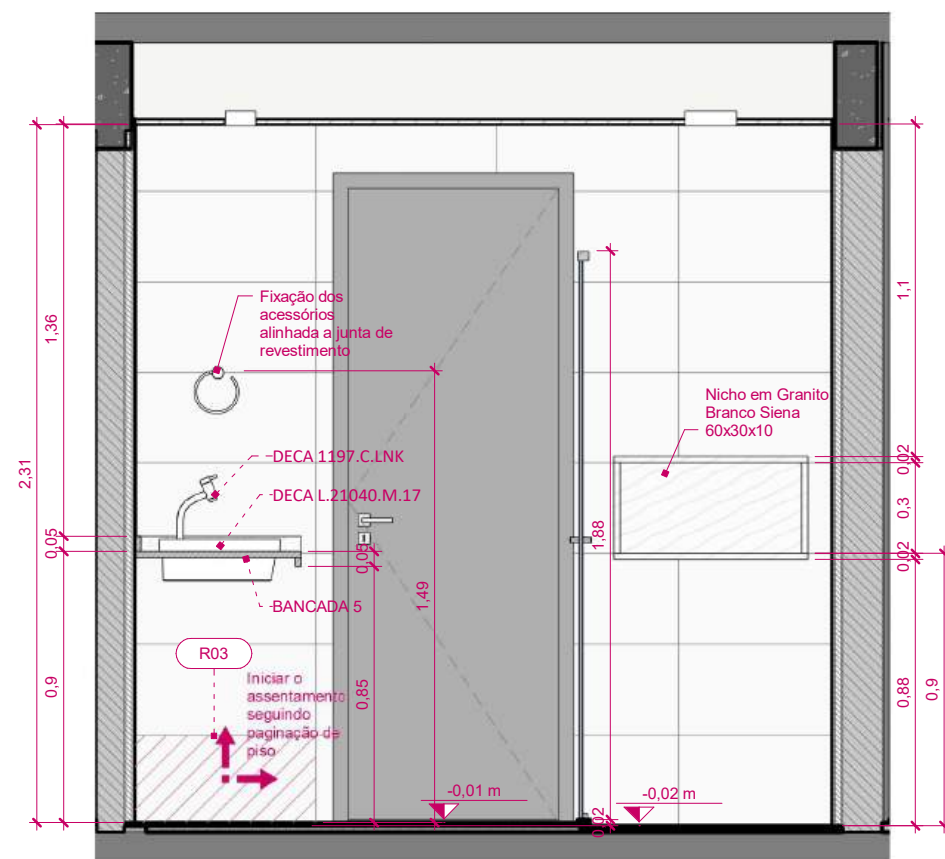 1,36
2,31
0,05
0,9
Fixação dos
acessórios
alinhada a junta de
revestimento
DECA 1197.C.LNK
DECA L.21040.M.17
BANCADA 5
R03
Iniciar o
assentamento
seguindo
paginação de
piso
0,05
0,85
1,49
-0,01 m
1,88
0,02
-0,02 m
Nicho em Granito
Branco Siena
60x30x10
1,1
0,02
0,3
0,02
0,88
0,9